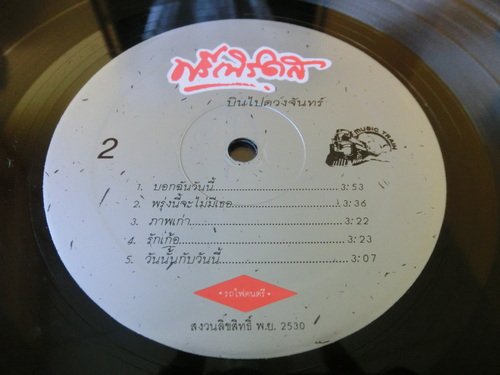 ฟรีเบิร์ดส
บินไปดวงจันทร์
2
MUSIC TRAIN
1. บอกฉันวันนี้ 3:53
2. พรุ่งนี้จะไม่มีเธอ 3:36
3. ภาพเก่า 3:22
4. รักเกื้อ 3:23
5. วันนั้นกับวันนี้ 3:07
• รถไฟดนตรี •
สงวนลิขสิทธิ์ พ.ย. 2530